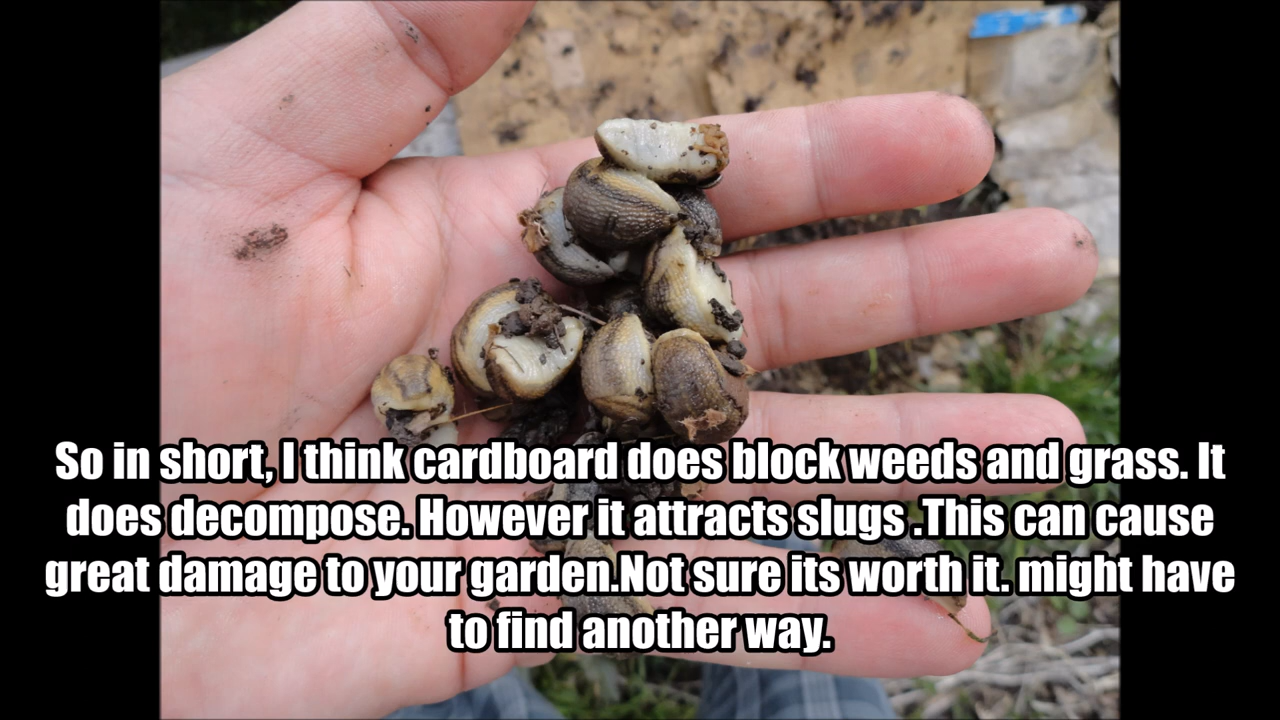 So in short, I think cardboard does block weeds and grass. It
does decompose. However it attracts slugs .This can cause
great damage to your garden.Not sure its worth it. might have
to find another way.